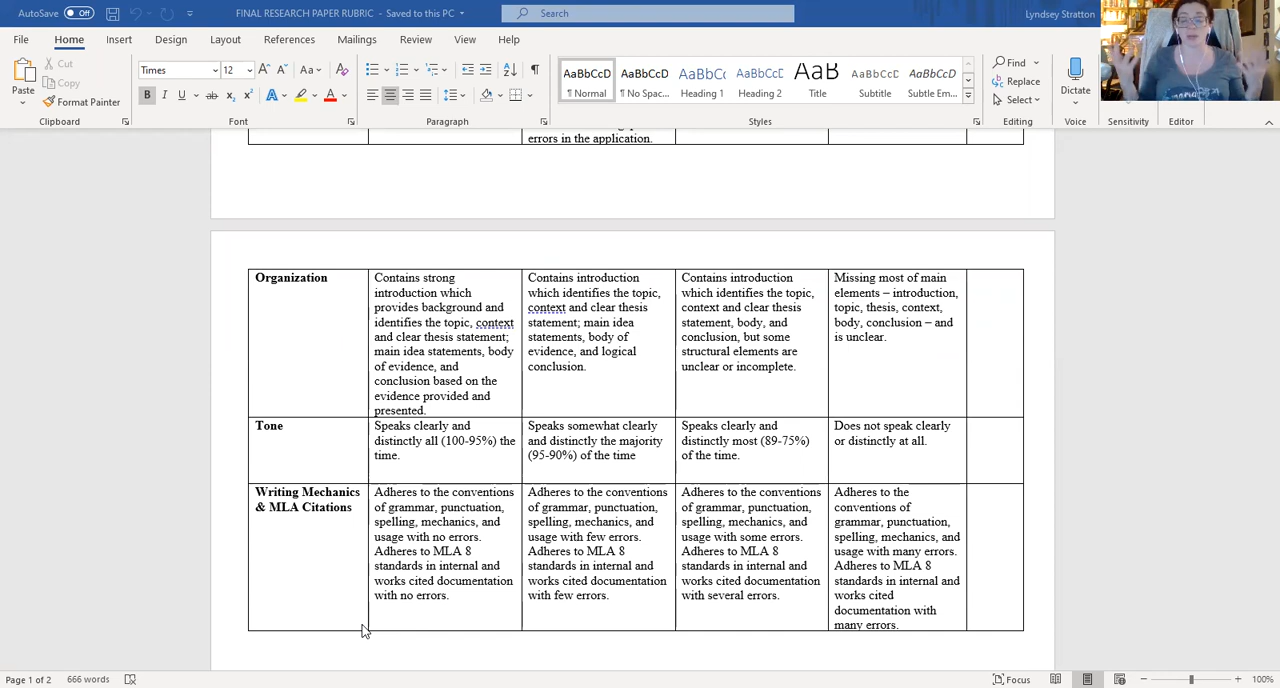 AutoSave Off FINAL RESEARCH PAPER RUBRIC - Saved to this PC Search Lyndsey Stratton
File Home Insert Design Layout References Mailings Review View Help
Paste Cut Copy Format Painter Clipboard
Times 12 Aa Font
Paragraph
AaBbCcD AaBbCcD AaBbCc AaBbCcD AaB AaBbCcD AaBbCcD
¶ Normal ¶ No Spac... Heading 1 Heading 2 Title Subtitle Subtle Em...
Styles
Find Replace Select Editing
Dictate Voice Sensitivity Editor
errors in the application.
Organization
Contains strong
introduction which
provides background and
identifies the topic, context
and clear thesis statement;
main idea statements, body
of evidence, and
conclusion based on the
evidence provided and
presented.
Contains introduction
which identifies the topic,
context and clear thesis
statement; main idea
statements, body of
evidence, and logical
conclusion.
Contains introduction
which identifies the topic,
context and clear thesis
statement, body, and
conclusion, but some
structural elements are
unclear or incomplete.
Missing most of main
elements – introduction,
topic, thesis, context,
body, conclusion – and
is unclear.
Tone
Speaks clearly and
distinctly all (100-95%) the
time.
Speaks somewhat clearly
and distinctly the majority
(95-90%) of the time
Speaks clearly and
distinctly most (89-75%)
of the time.
Does not speak clearly
or distinctly at all.
Writing Mechanics
& MLA Citations
Adheres to the conventions
of grammar, punctuation,
spelling, mechanics, and
usage with no errors.
Adheres to MLA 8
standards in internal and
works cited documentation
with no errors.
Adheres to the conventions
of grammar, punctuation,
spelling, mechanics, and
usage with few errors.
Adheres to MLA 8
standards in internal and
works cited documentation
with few errors.
Adheres to the conventions
of grammar, punctuation,
spelling, mechanics, and
usage with some errors.
Adheres to MLA 8
standards in internal and
works cited documentation
with several errors.
Adheres to the
conventions of
grammar, punctuation,
spelling, mechanics, and
usage with many errors.
Adheres to MLA 8
standards in internal and
works cited
documentation with
many errors.
Page 1 of 2 666 words Focus 100%